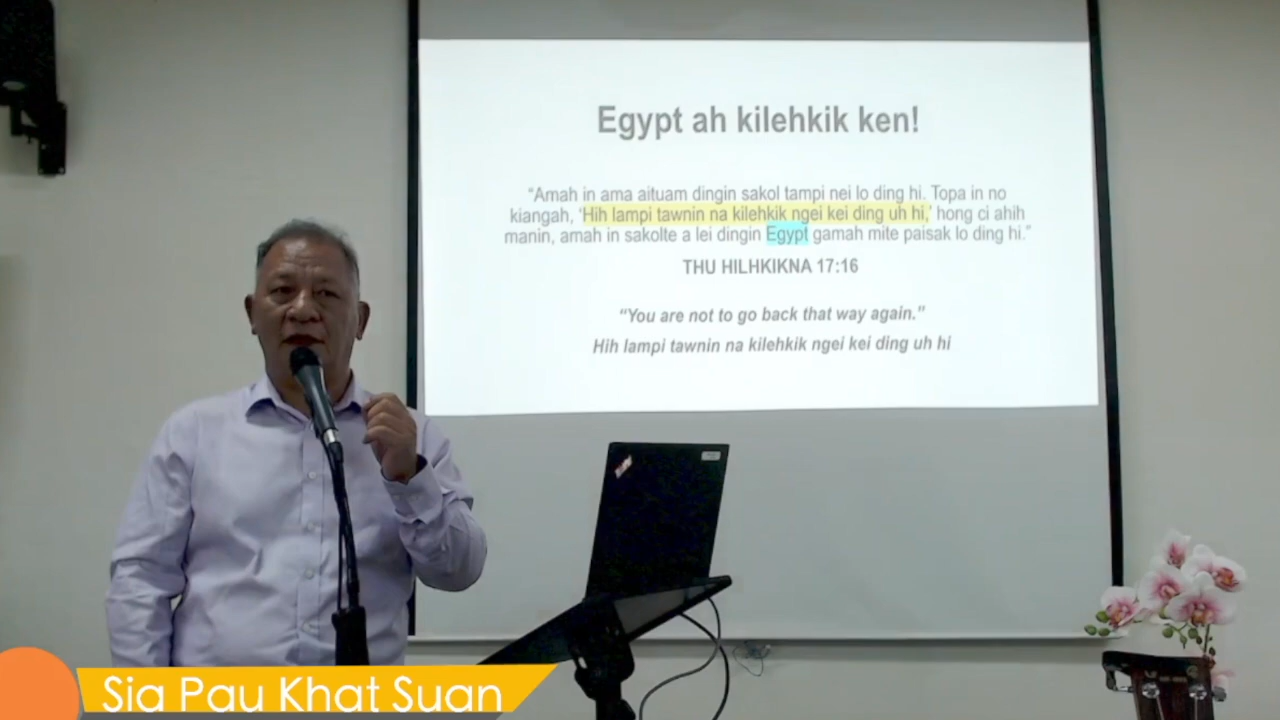 Egypt ah kilehkik ken!
“Amah in ama aituam dingin sakol tampi nei lo ding hi. Topa in no
kiangah, ‘Hih lampi tawnin na kilehkik ngei kei ding uh hi,’ hong ci ahih
manin, amah in sakolte a lei dingin Egypt gamah mite paisak lo ding hi.”
THU HILHKIKNA 17:16
“You are not to go back that way again.”
Hih lampi tawnin na kilehkik ngei kei ding uh hi
Sia Pau Khat Suan